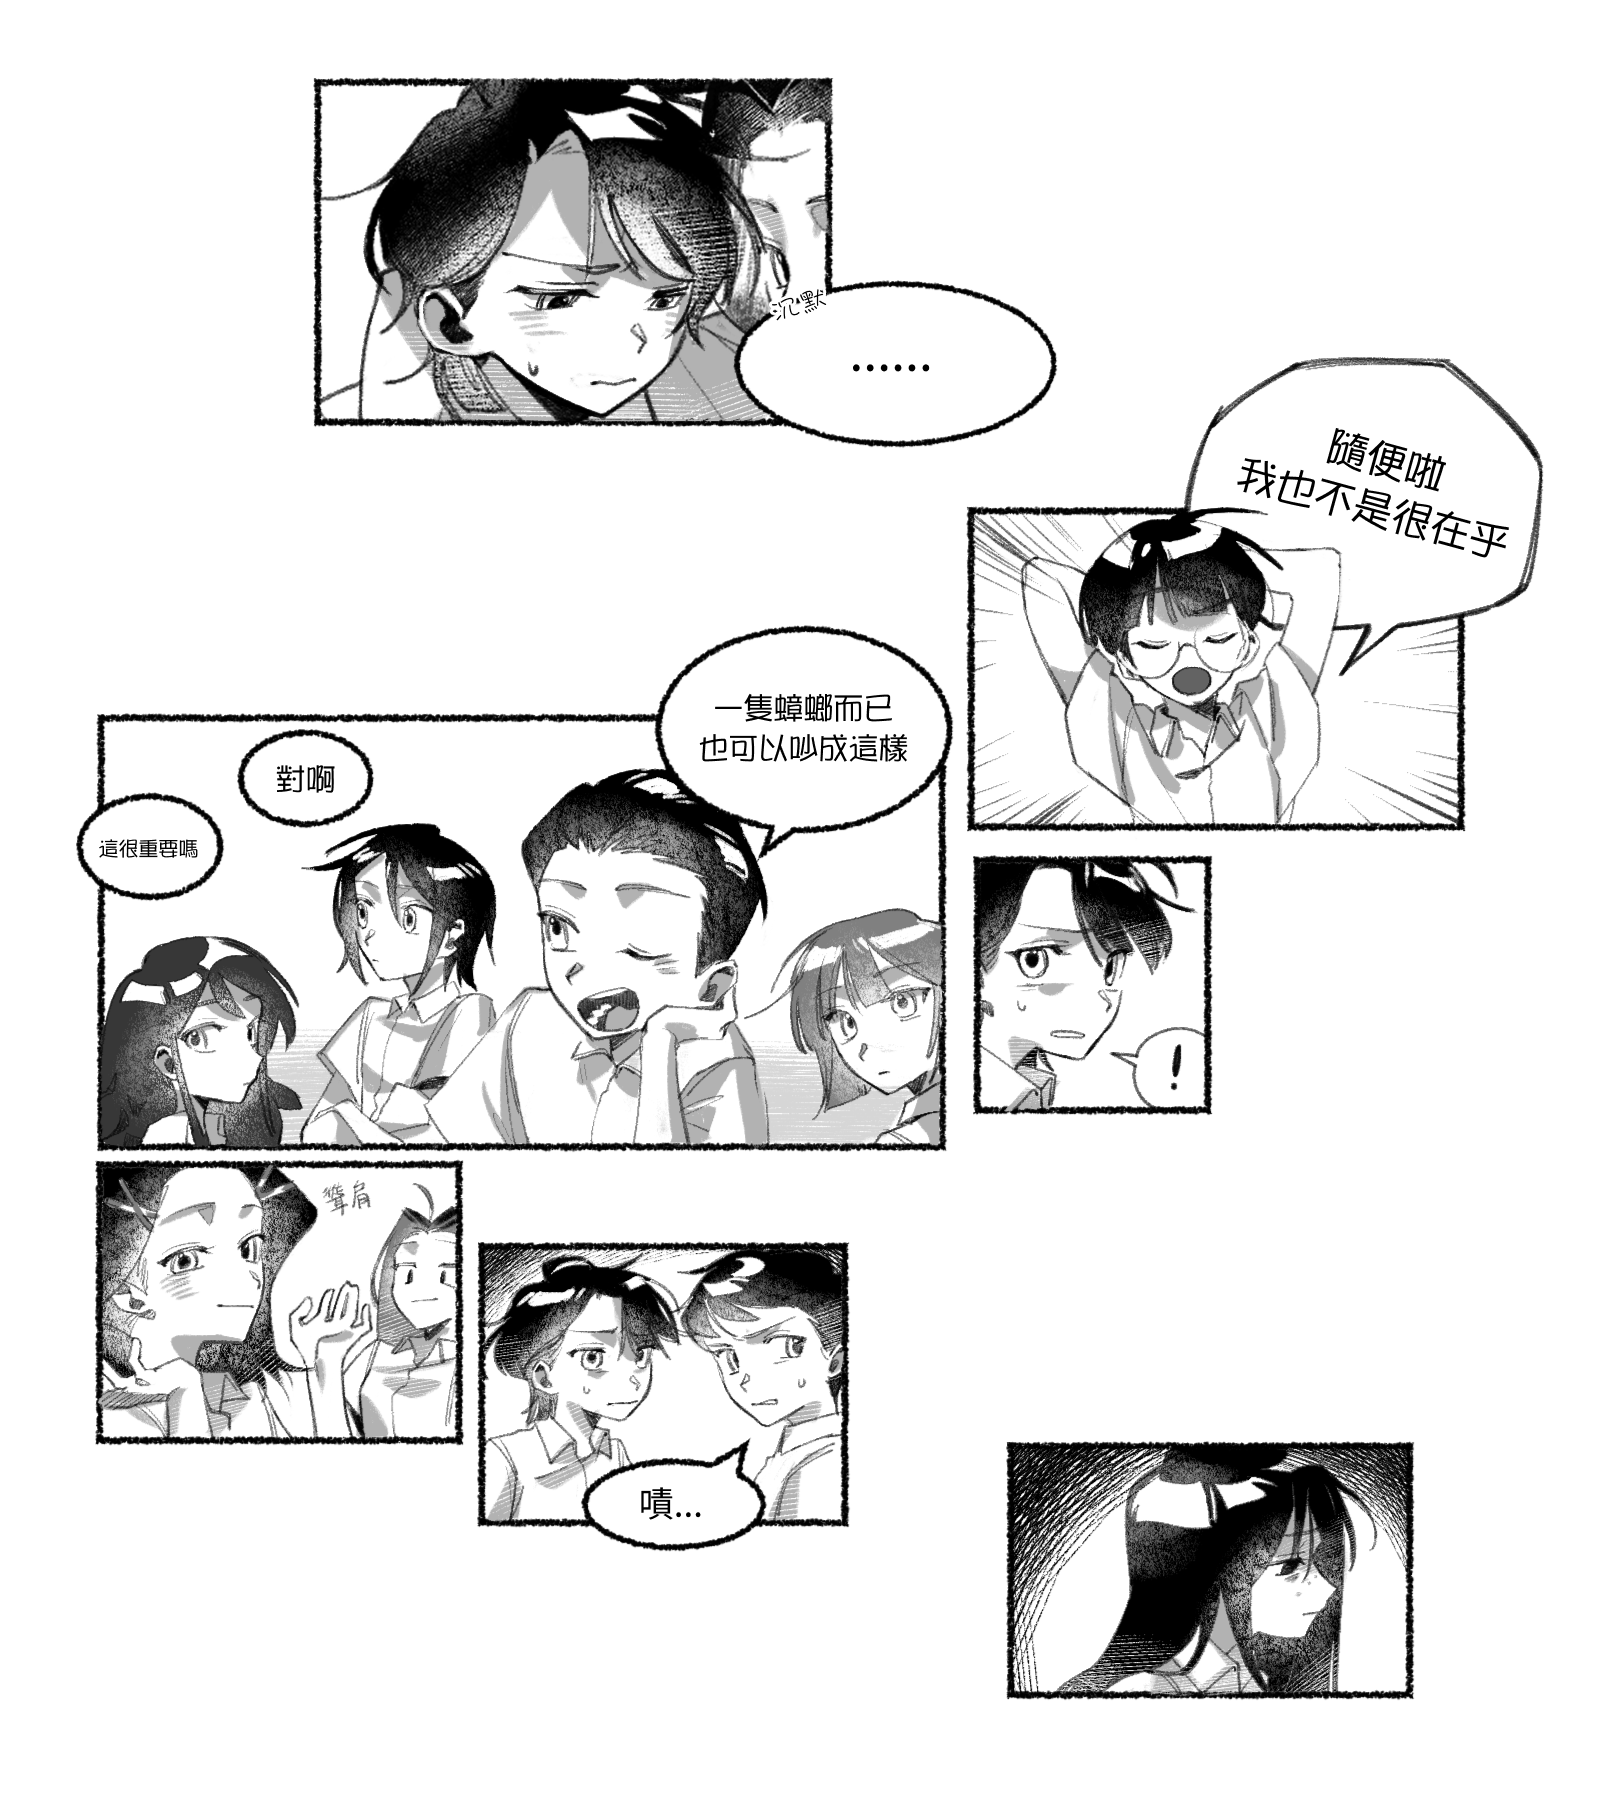 沉默
......
隨便啦
我也不是很在乎
一隻蟑螂而已
也可以吵成這樣
對啊
這很重要嗎
!
聳肩
嘖...